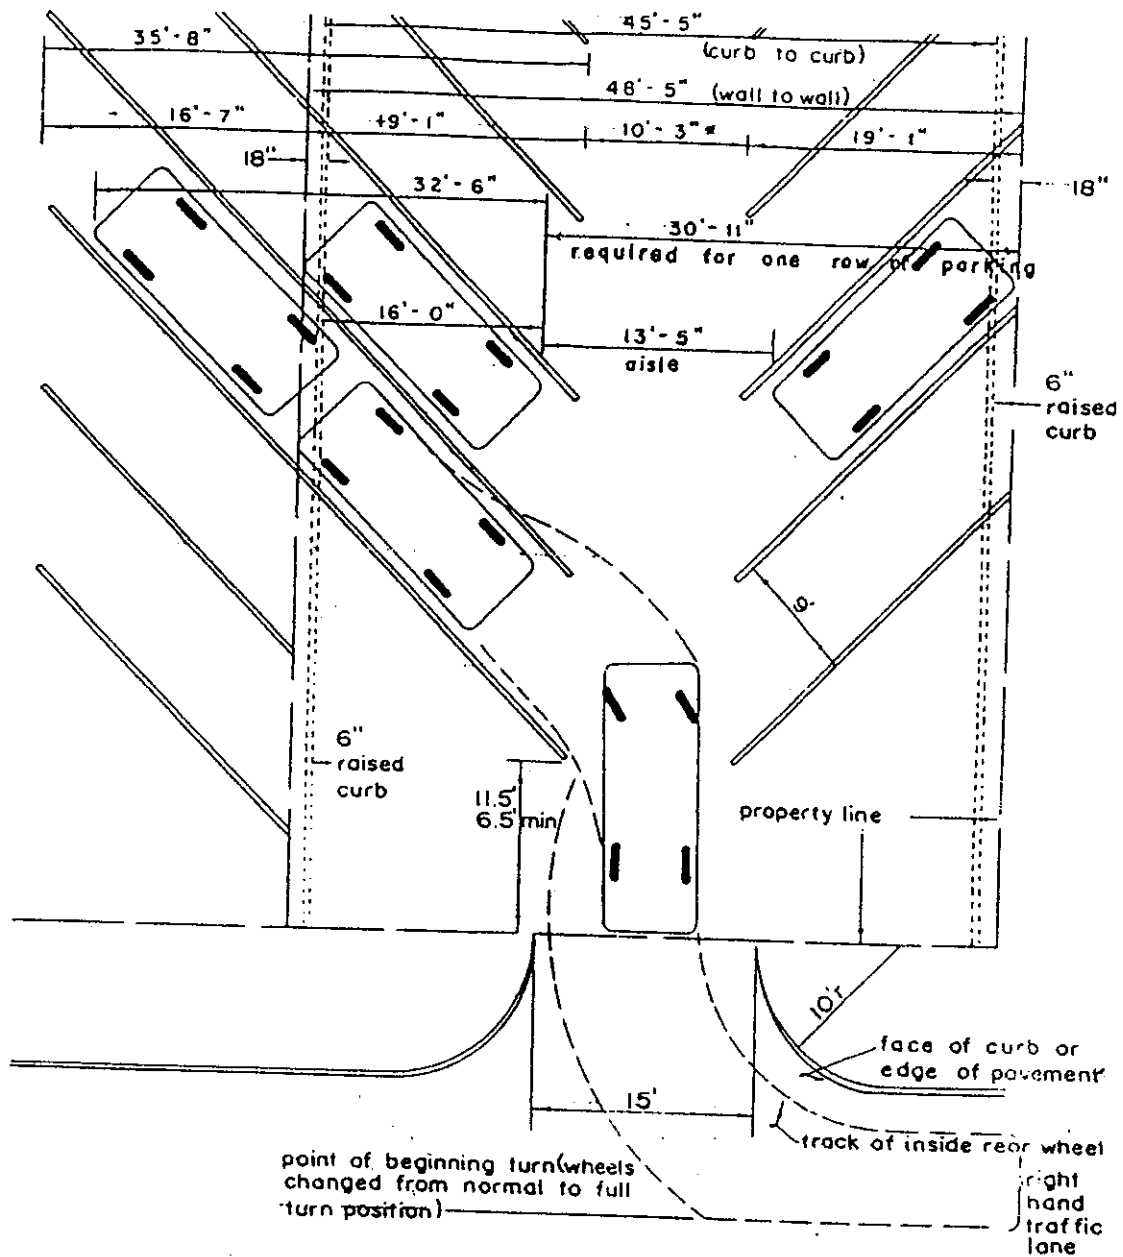 45'-5"
(curb to curb)
35'-8"
48'-5" (wall to wall)
16'-7"
19'-1"
10'-3"*
19'-1"
18"
18"
32'-6"
30'-11"
required for one row of parking
16'-0"
13'-5"
aisle
6"
raised
curb
9'
6"
raised
curb
11.5'
6.5' min
property line
10'r
face of curb or
edge of pavement
15'
track of inside rear wheel
point of beginning turn(wheels
changed from normal to full
turn position)
right
hand
traffic
lane